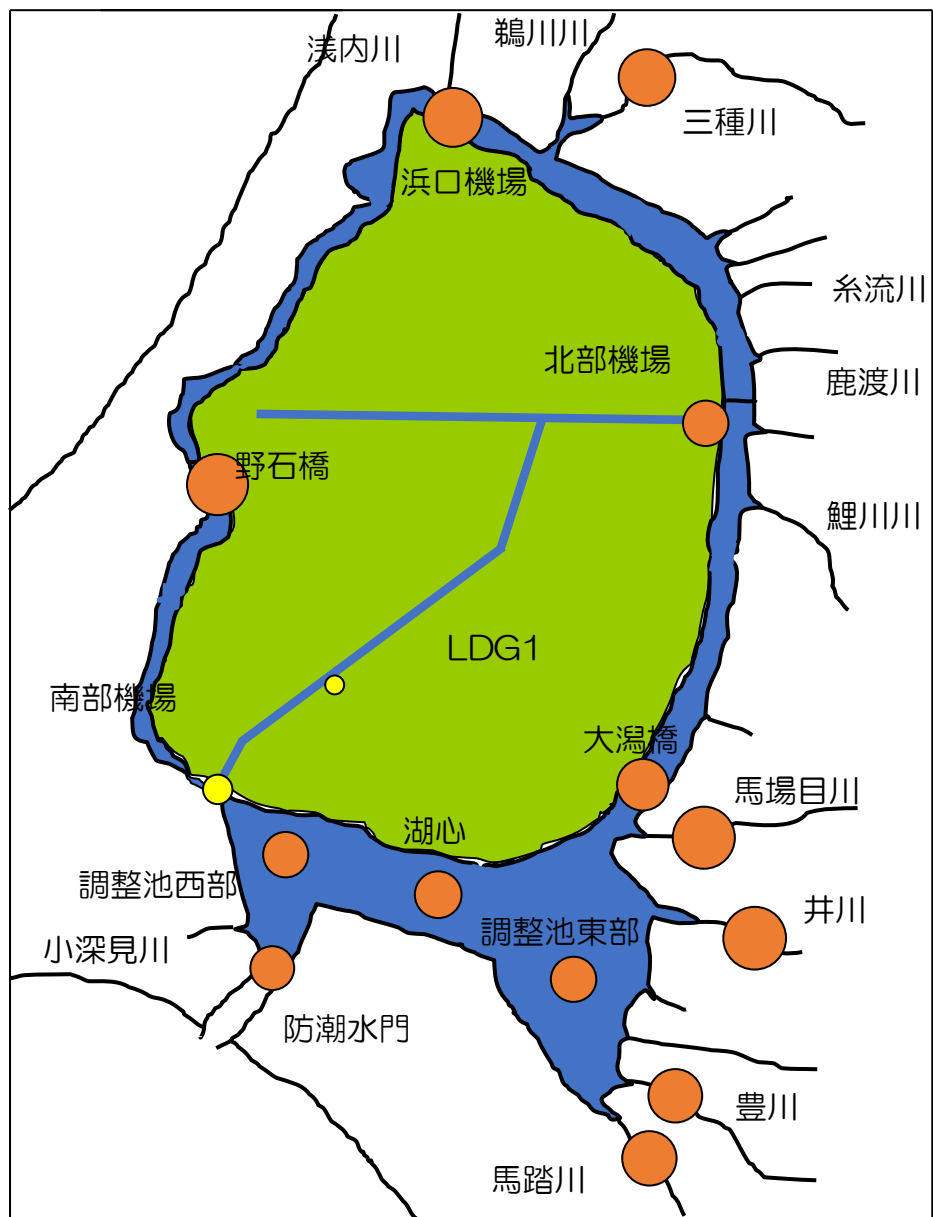 鵜川川
浅内川
三種川
浜口機場
糸流川
北部機場
鹿渡川
野石橋
鯉川川
LDG1
南部機場
大潟橋
馬場目川
湖心
調整池西部
井川
調整池東部
小深見川
防潮水門
豊川
馬踏川